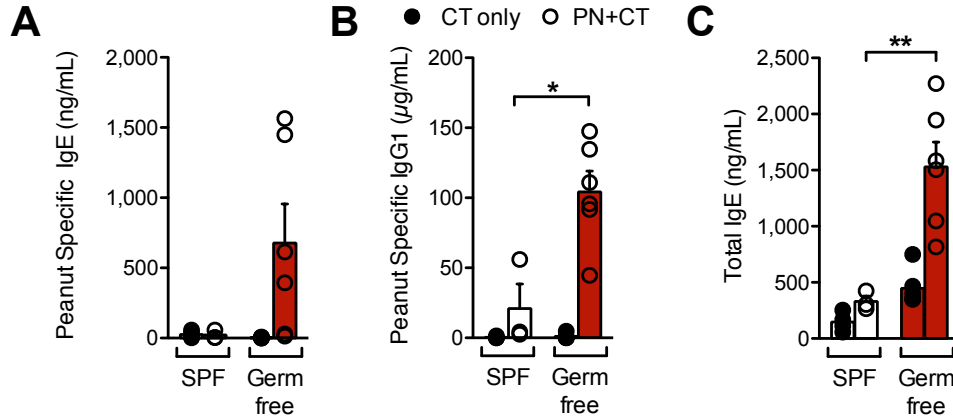 A
B
C
CT only
PN+CT
Peanut Specific IgE (ng/mL)
2,000
1,500
1,000
500
0
SPF
Germ
free
Peanut Specific IgG1 (µg/mL)
200
150
100
50
0
*
SPF
Germ
free
Total IgE (ng/mL)
2,500
2,000
1,500
1,000
500
0
**
SPF
Germ
free